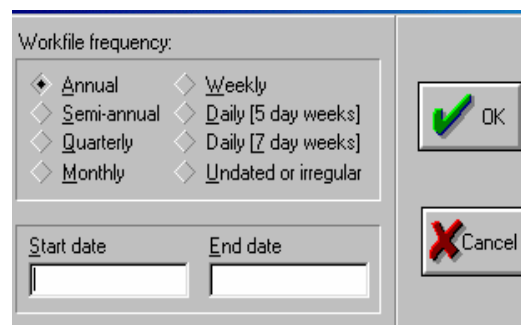 Workfile frequency:
Annual
Semi-annual
Quarterly
Monthly
Weekly
Daily [5 day weeks]
Daily [7 day weeks]
Undated or irregular
Start date
End date
OK
Cancel